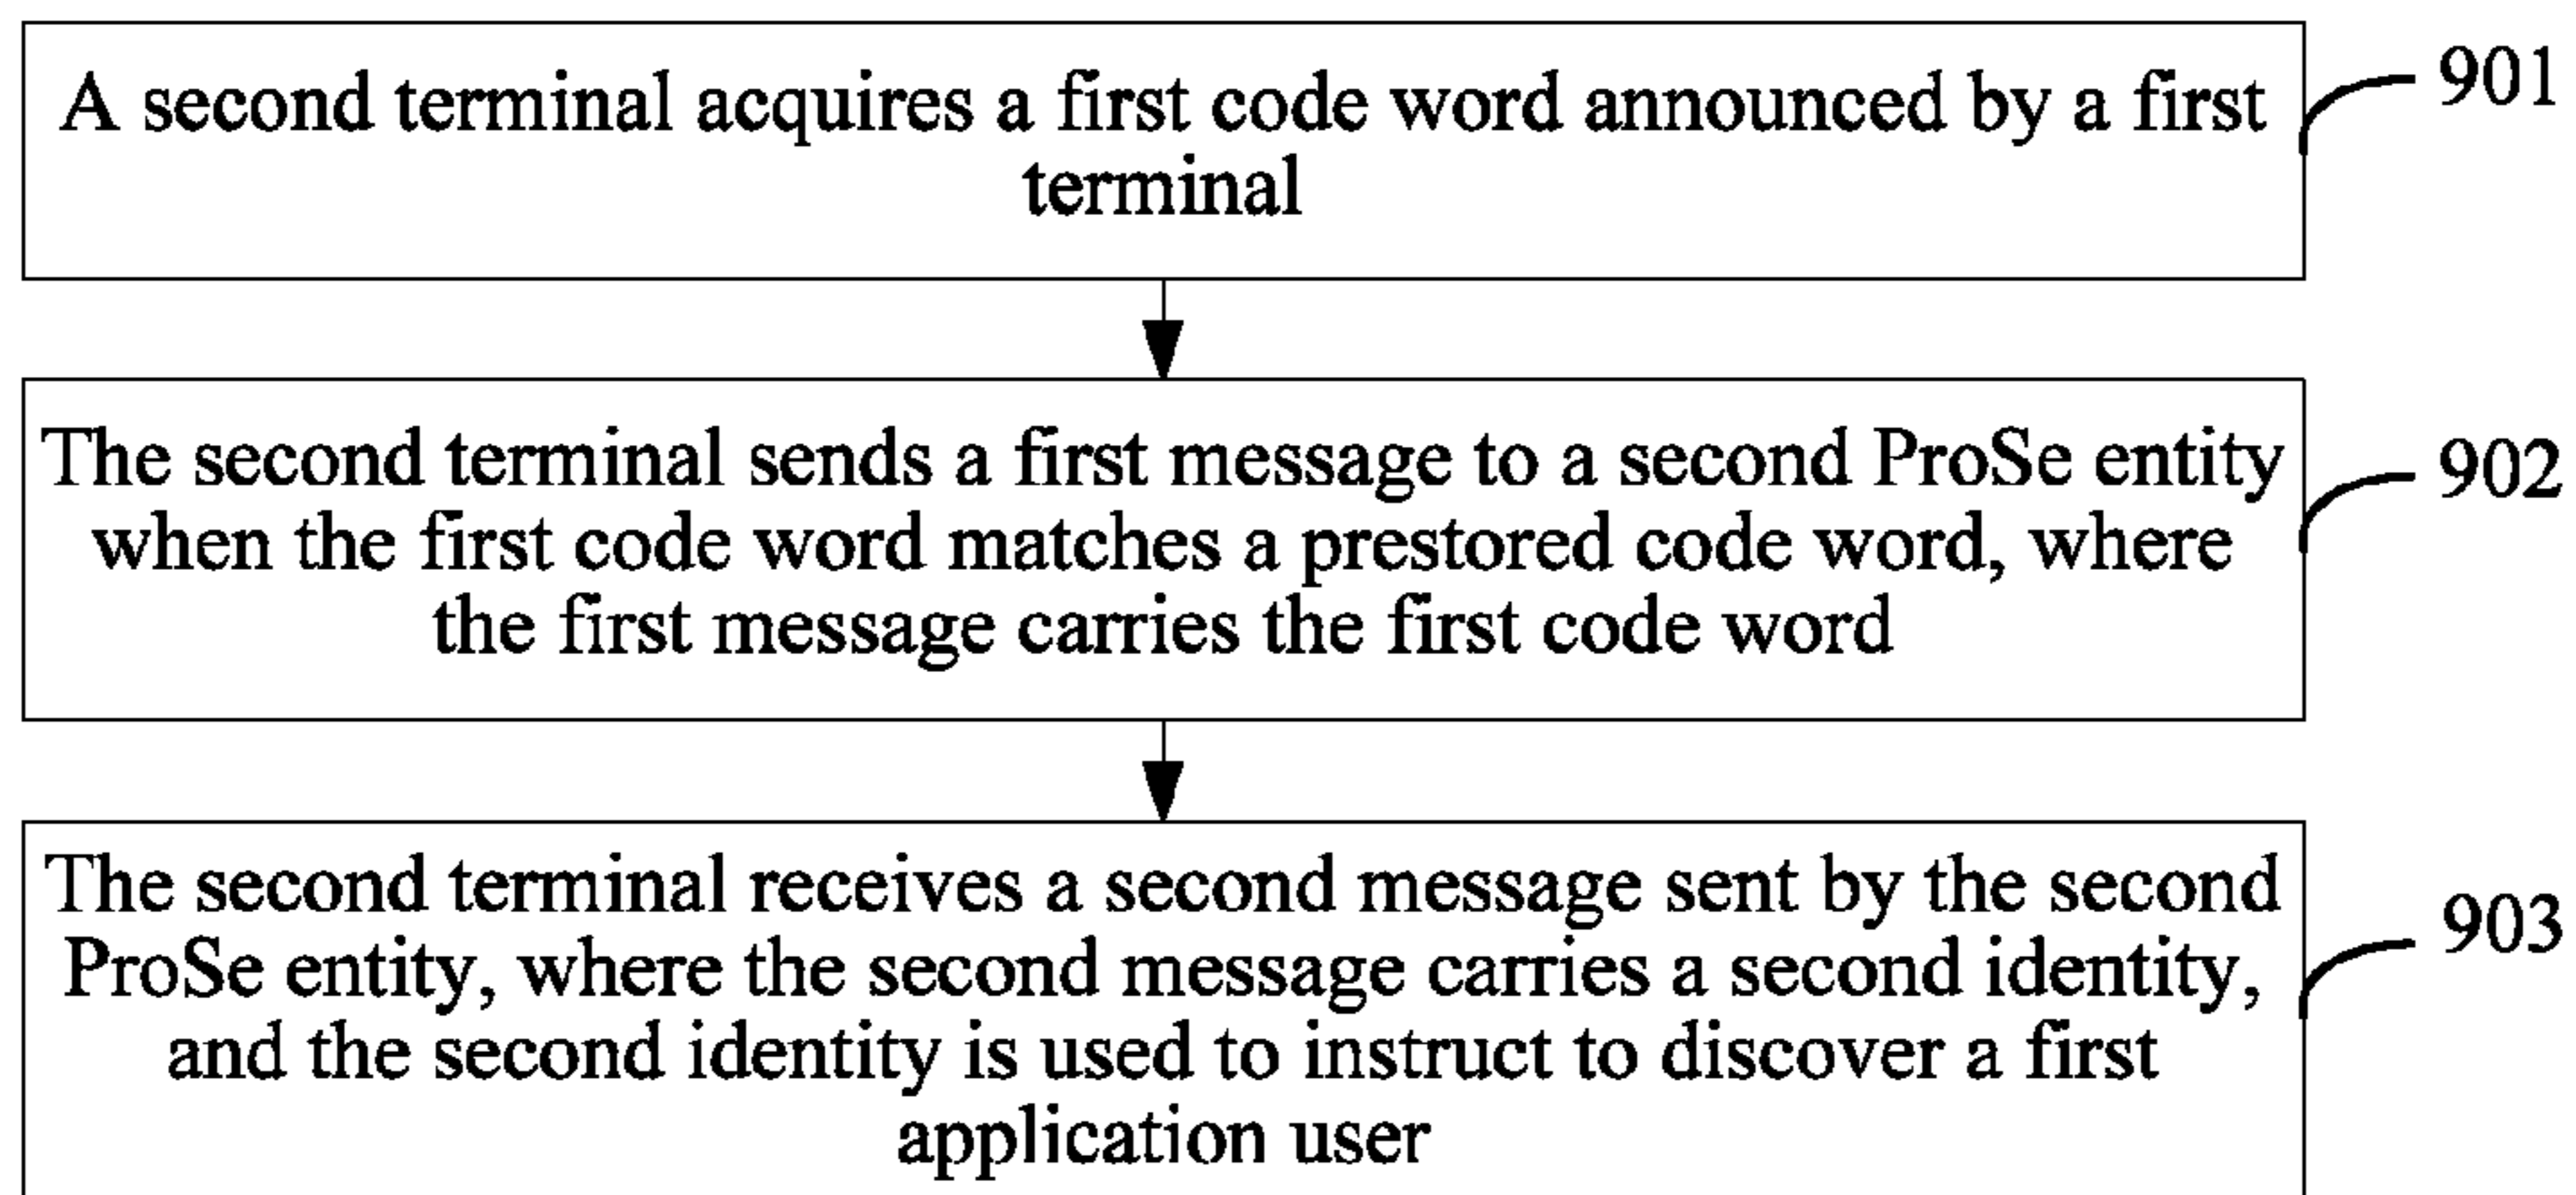 A second terminal acquires a first code word announced by a first
terminal
901
The second terminal sends a first message to a second ProSe entity
when the first code word matches a prestored code word, where
the first message carries the first code word
902
The second terminal receives a second message sent by the second
ProSe entity, where the second message carries a second identity,
and the second identity is used to instruct to discover a first
application user
903